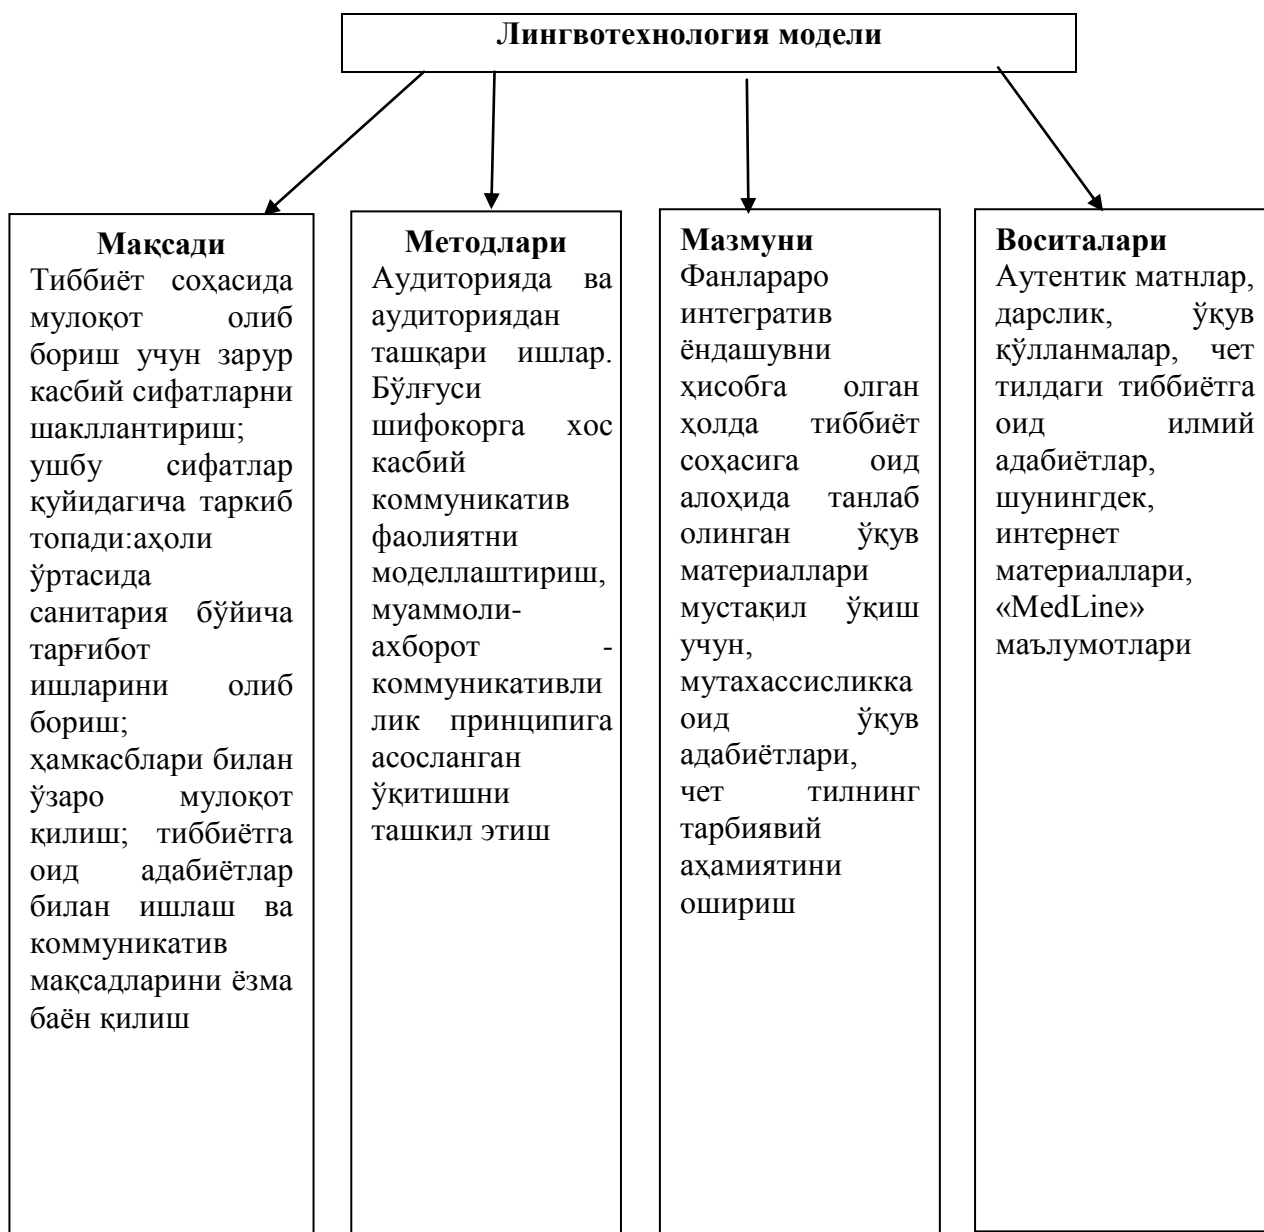 Лингвотехнология модели
Мақсади
Тиббиёт соҳасида
мулоқот олиб
бориш учун зарур
касбий сифатларни
шакллантириш;
ушбу сифатлар
қуйидагича таркиб
топади:аҳоли
ўртасида
санитария бўйича
тарғибот
ишларини олиб
бориш;
ҳамкасблари билан
ўзаро мулоқот
қилиш; тиббиётга
оид адабиётлар
билан ишлаш ва
коммуникатив
мақсадларини ёзма
баён қилиш
Методлари
Аудиторияда ва
аудиториядан
ташқари ишлар.
Бўлғуси
шифокорга хос
касбий
коммуникатив
фаолиятни
моделлаштириш,
муаммоли-
ахборот -
коммуникативли
лик принципига
асосланган
ўқитишни
ташкил этиш
Мазмуни
Фанлараро
интегратив
ёндашувни
ҳисобга олган
ҳолда тиббиёт
соҳасига оид
алоҳида танлаб
олинган ўқув
материаллари
мустақил ўқиш
учун,
мутахассисликка
оид ўқув
адабиётлари,
чет тилнинг
тарбиявий
аҳамиятини
ошириш
Воситалари
Аутентик матнлар,
дарслик, ўқув
қўлланмалар, чет
тилдаги тиббиётга
оид илмий
адабиётлар,
шунингдек,
интернет
материаллари,
«MedLine»
маълумотлари